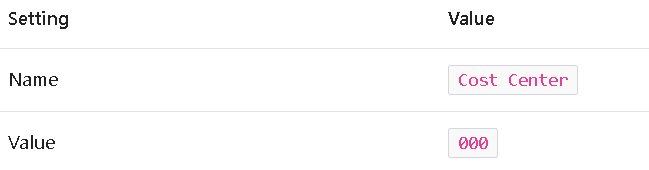 Setting Value
Name Cost Center
Value 000